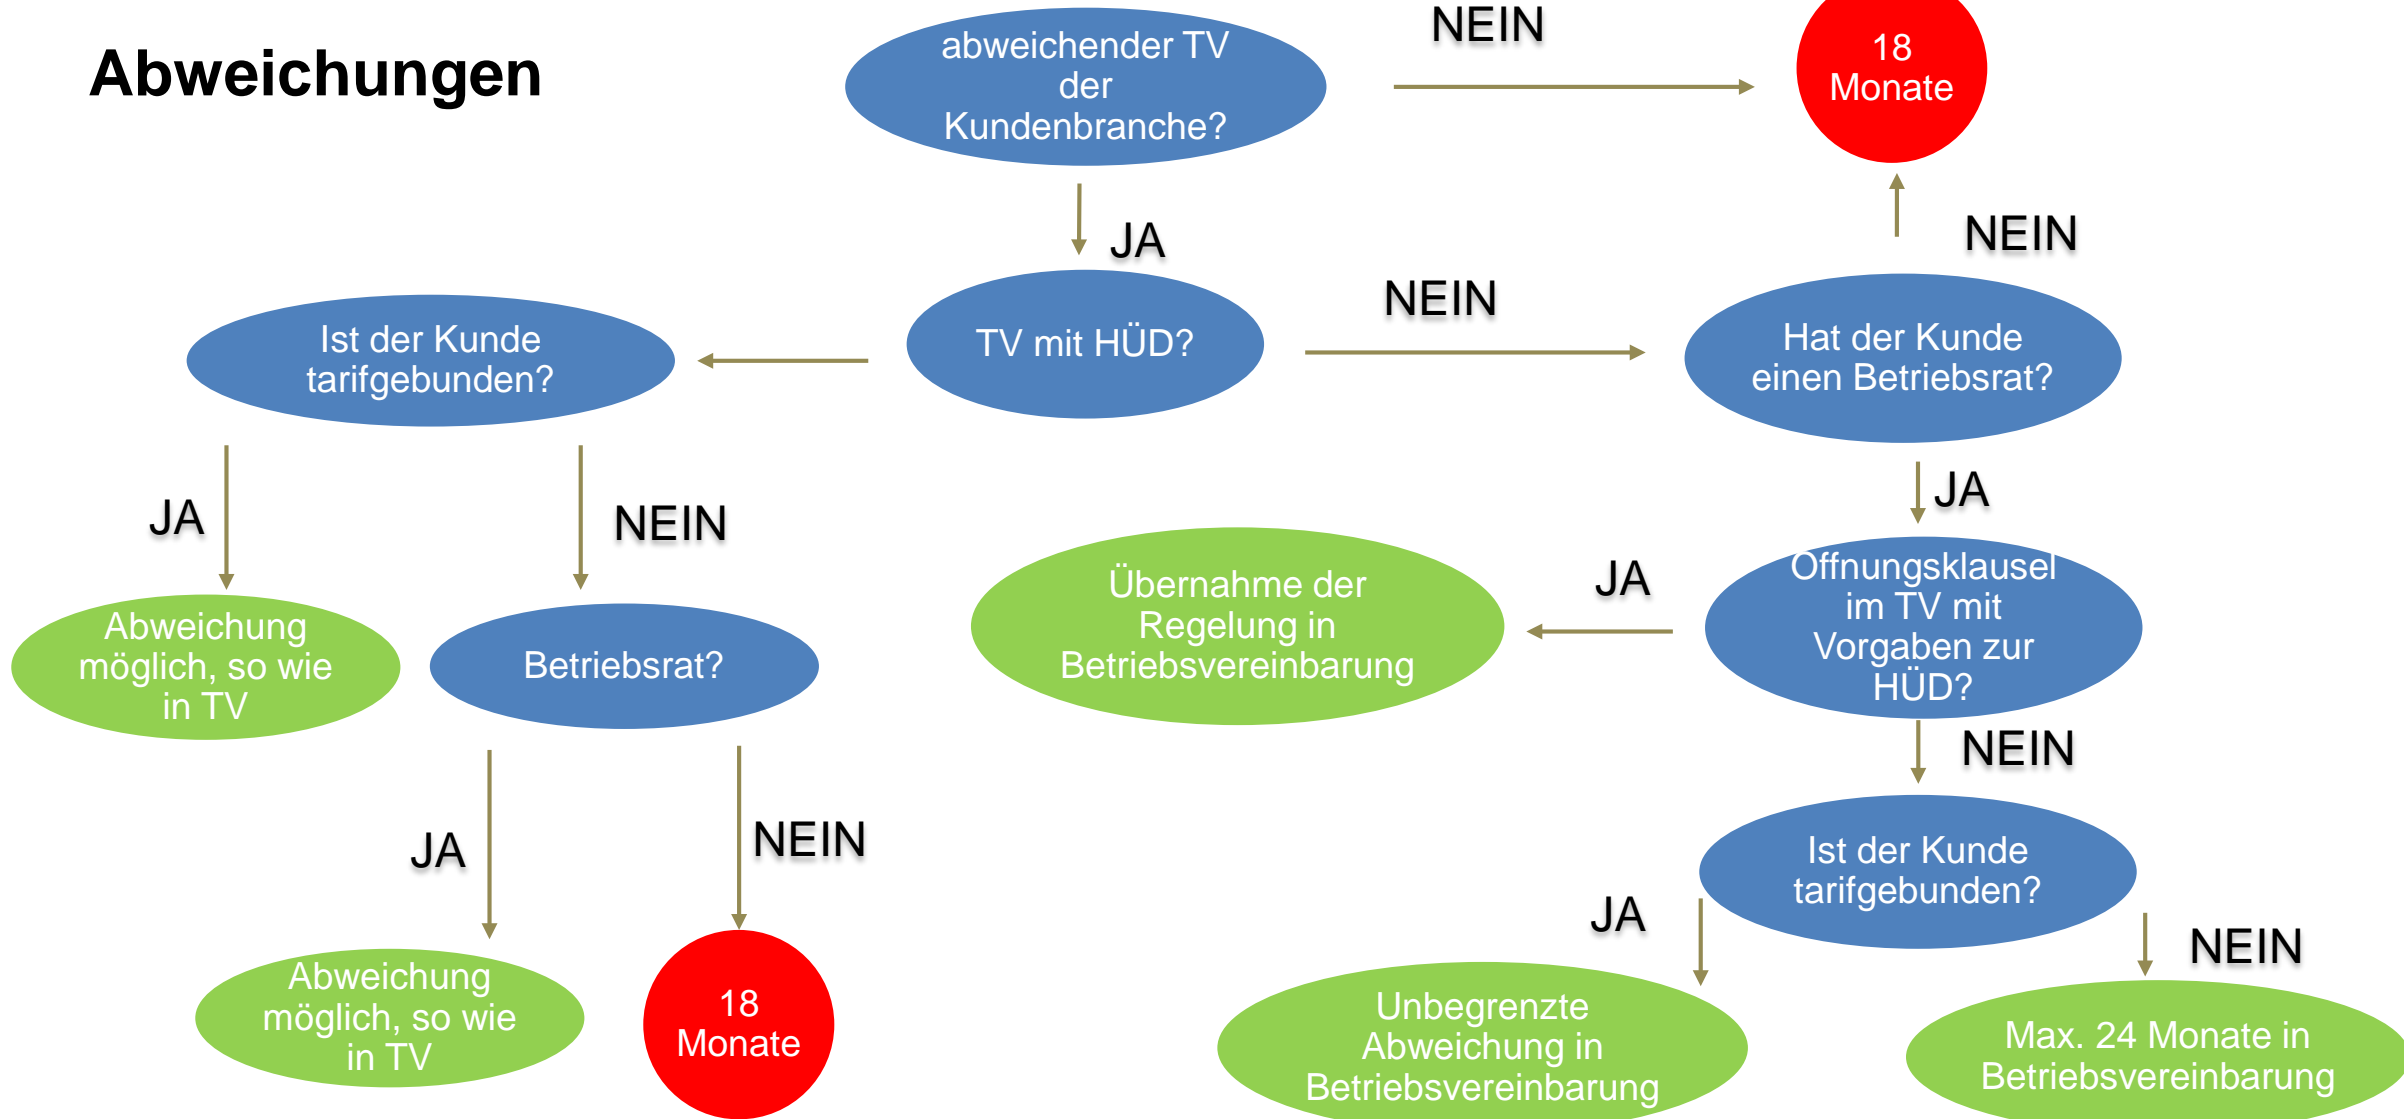 Abweichungen
abweichender TV
der
Kundenbranche?
NEIN
18
Monate
JA
NEIN
Ist der Kunde
tarifgebunden?
TV mit HÜD?
NEIN
Hat der Kunde
einen Betriebsrat?
JA
NEIN
JA
Abweichung
möglich, so wie
in TV
Betriebsrat?
Übernahme der
Regelung in
Betriebsvereinbarung
JA
Öffnungsklausel
im TV mit
Vorgaben zur
HÜD?
NEIN
JA
NEIN
Ist der Kunde
tarifgebunden?
JA
NEIN
Abweichung
möglich, so wie
in TV
18
Monate
Unbegrenzte
Abweichung in
Betriebsvereinbarung
Max. 24 Monate in
Betriebsvereinbarung